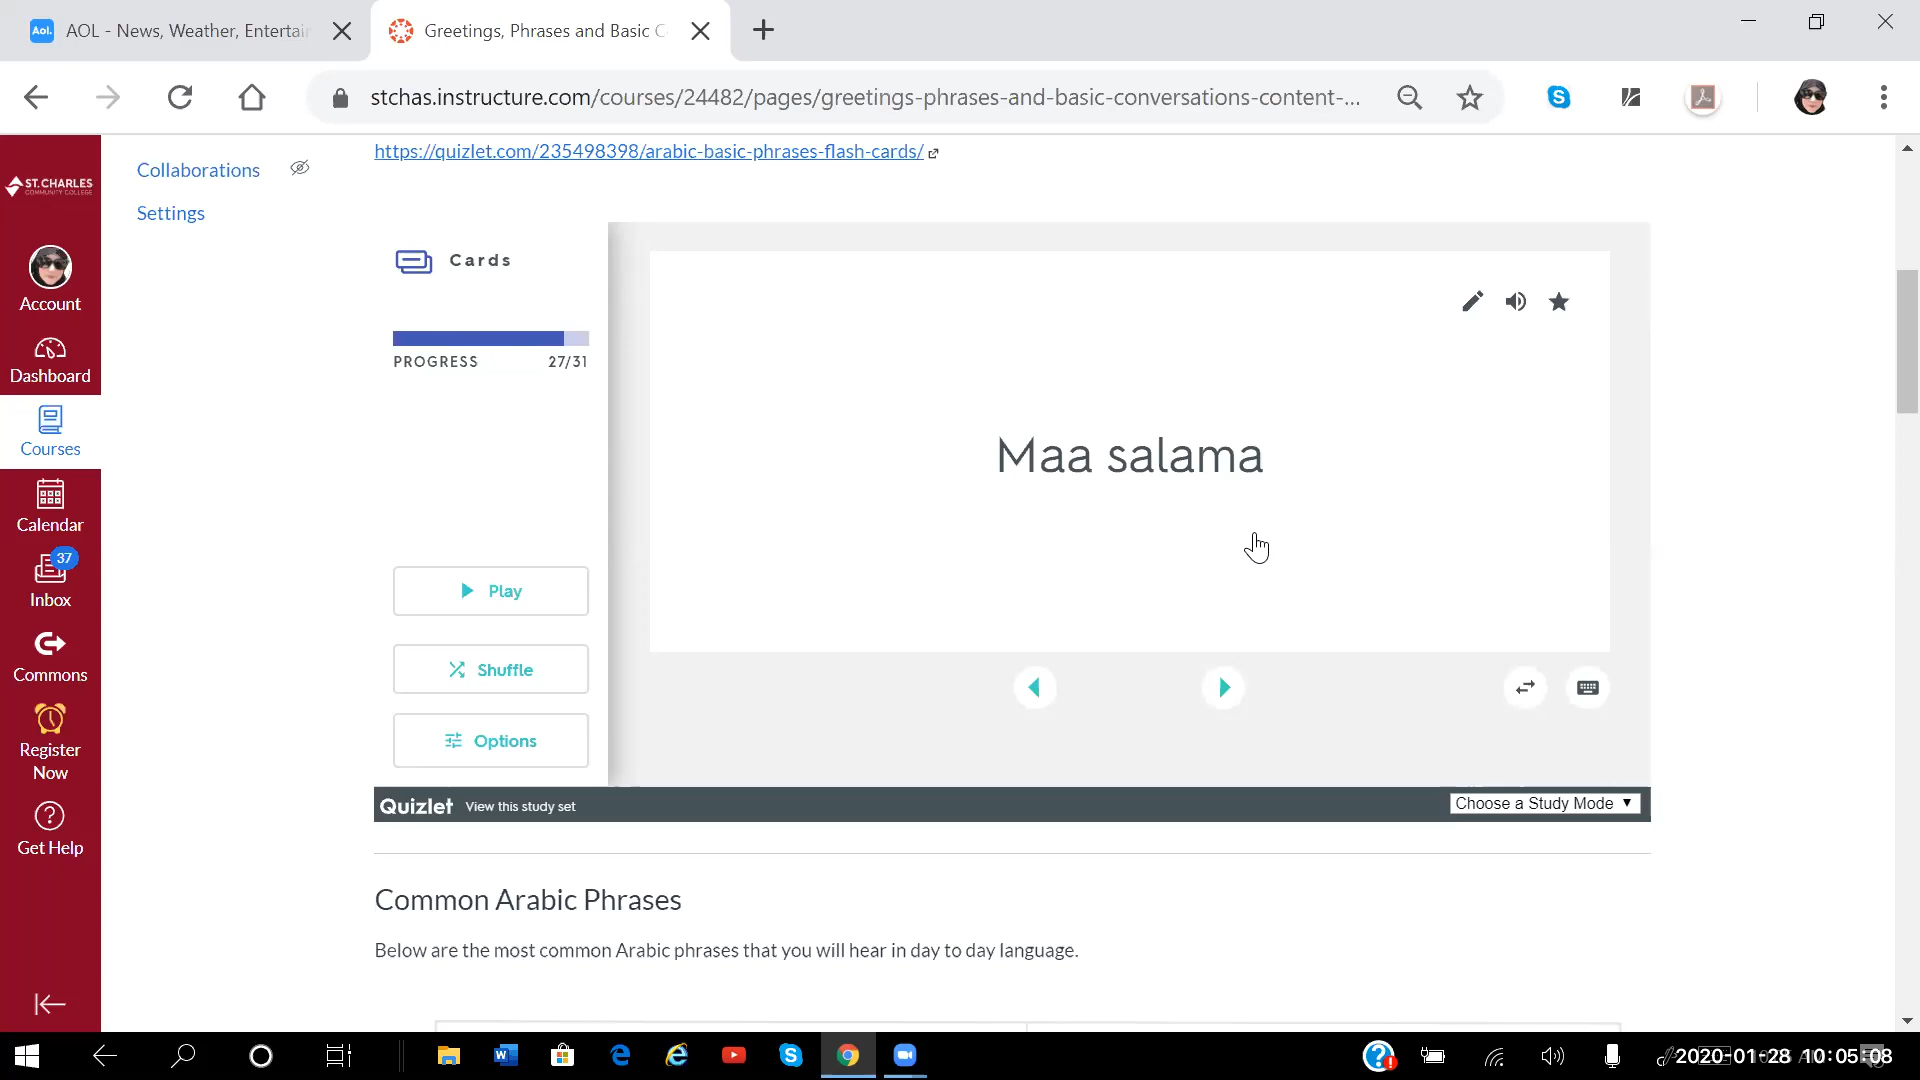 AOL - News, Weather, Entertai
Greetings, Phrases and Basic C
stchas.instructure.com/courses/24482/pages/greetings-phrases-and-basic-conversations-content-...
ST.CHARLES
COMMUNITY COLLEGE
Account
Dashboard
Courses
Calendar
37
Inbox
Commons
Register
Now
Get Help
Collaborations
Settings
https://quizlet.com/235498398/arabic-basic-phrases-flash-cards/
Cards
PROGRESS 27/31
Play
Shuffle
Options
Maa salama
Quizlet View this study set
Choose a Study Mode
Common Arabic Phrases
Below are the most common Arabic phrases that you will hear in day to day language.
2020-01-28 10:05:08